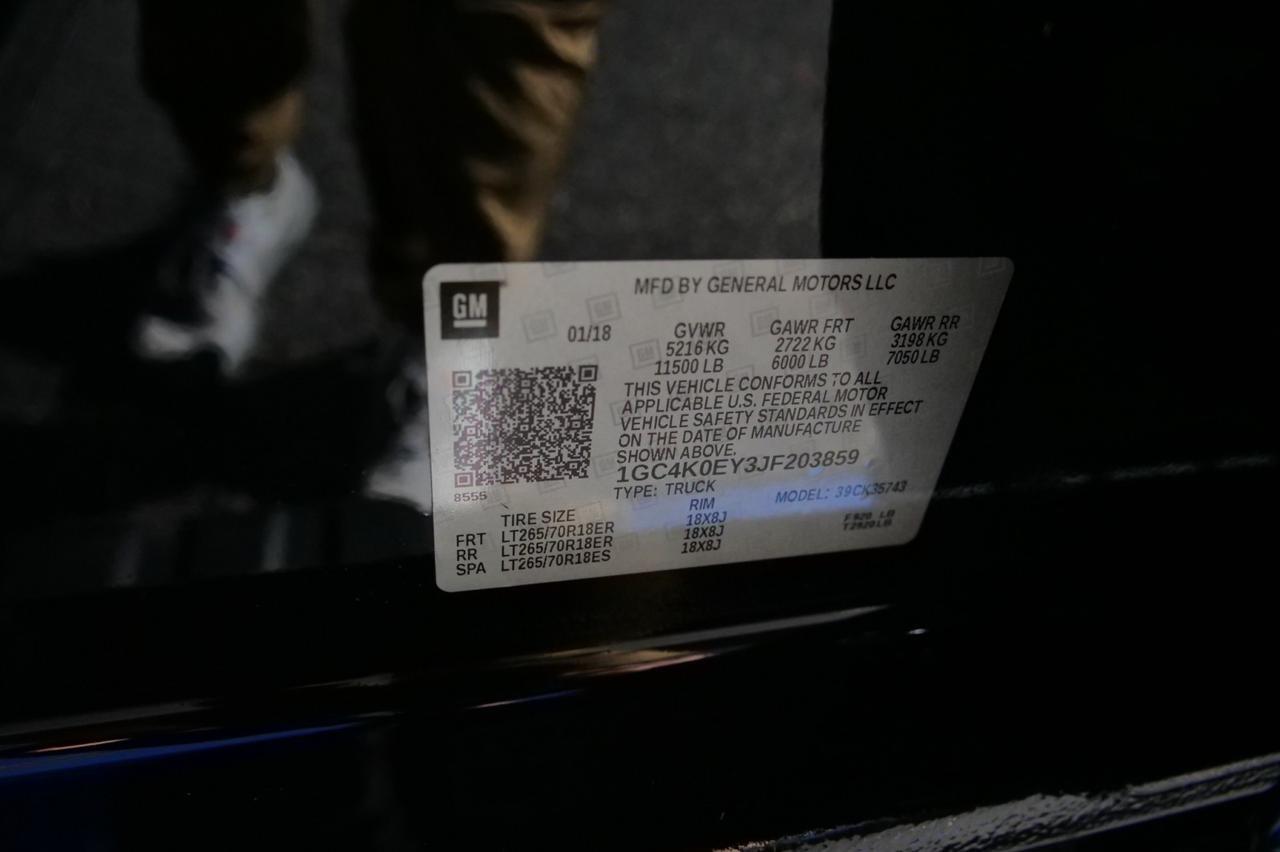 MFD BY GENERAL MOTORS LLC
GM
01/18 GVWR GAWR FRT GAWR RR
5216 KG 2722 KG 3198 KG
11500 LB 6000 LB 7050 LB
THIS VEHICLE CONFORMS TO ALL
APPLICABLE U.S. FEDERAL MOTOR
VEHICLE SAFETY STANDARDS IN EFFECT
ON THE DATE OF MANUFACTURE
SHOWN ABOVE.
1GC4K0EY3JF203859
8555
TYPE: TRUCK MODEL: 39CK35743
TIRE SIZE RIM
FRT LT265/70R18ER 18X8J
RR LT265/70R18ER 18X8J
SPA LT265/70R18ES 18X8J
F920 LB
T2920LB